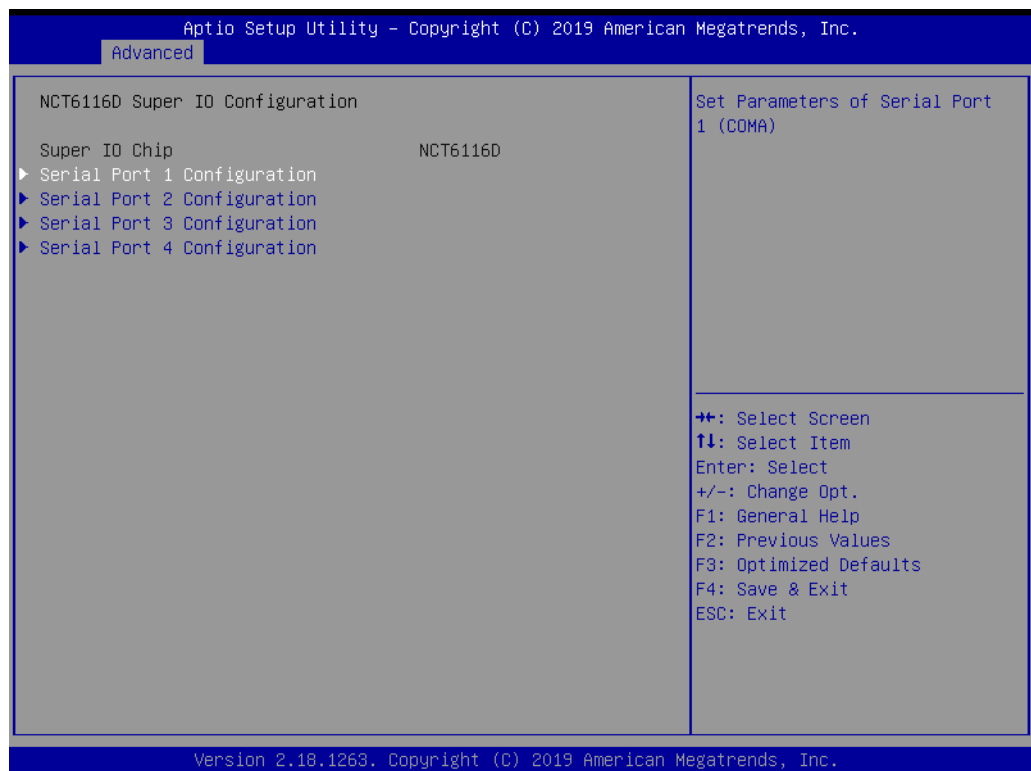 Aptio Setup Utility – Copyright (C) 2019 American Megatrends, Inc.
Advanced
NCT6116D Super IO Configuration
Super IO Chip NCT6116D
▶ Serial Port 1 Configuration
▶ Serial Port 2 Configuration
▶ Serial Port 3 Configuration
▶ Serial Port 4 Configuration
Set Parameters of Serial Port
1 (COMA)
→←: Select Screen
↑↓: Select Item
Enter: Select
+/-: Change Opt.
F1: General Help
F2: Previous Values
F3: Optimized Defaults
F4: Save & Exit
ESC: Exit
Version 2.18.1263. Copyright (C) 2019 American Megatrends, Inc.